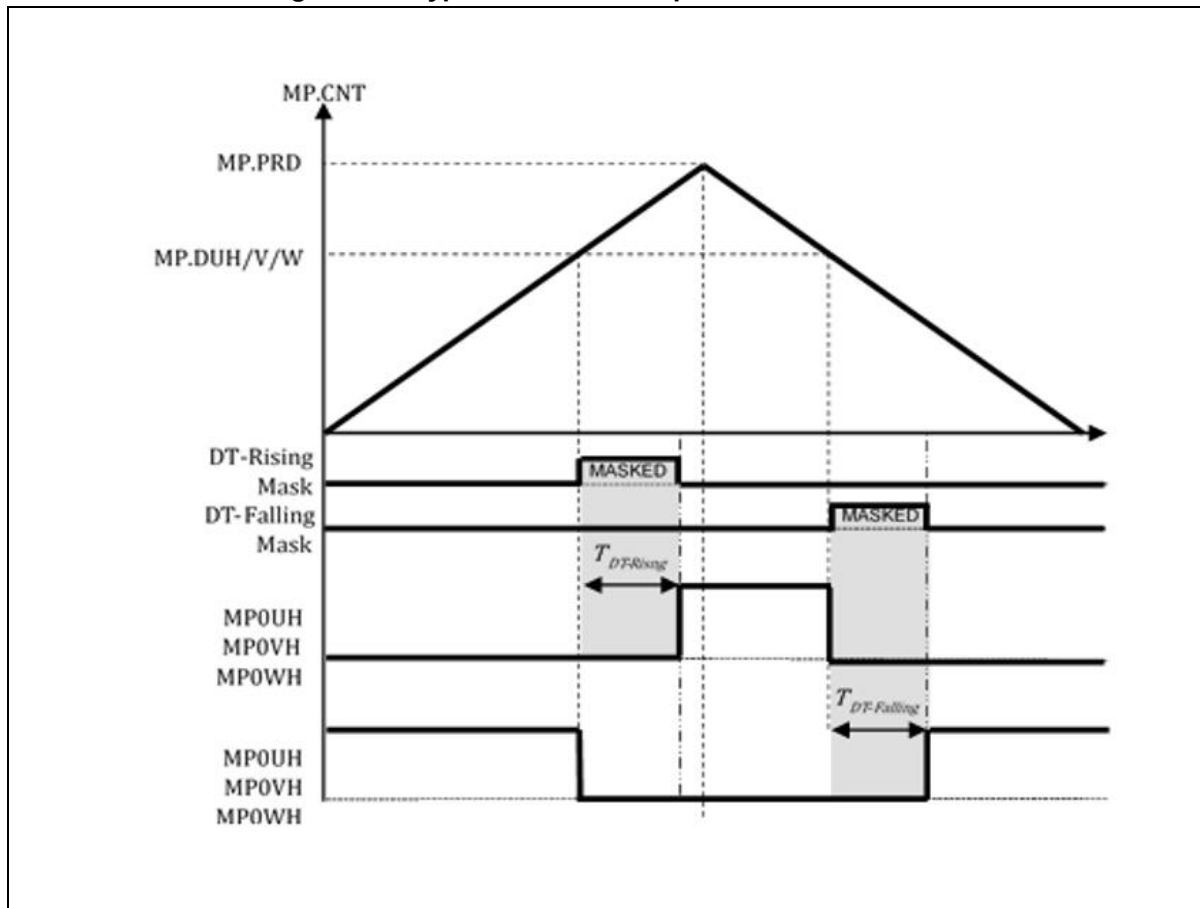 MP.CNT
MP.PRD
MP.DUH/V/W
DT-Rising
Mask
MASKED
DT-Falling
Mask
MASKED
T DT-Risng
MP0UH
MP0VH
MP0WH
T DT-Falling
MP0UH
MP0VH
MP0WH